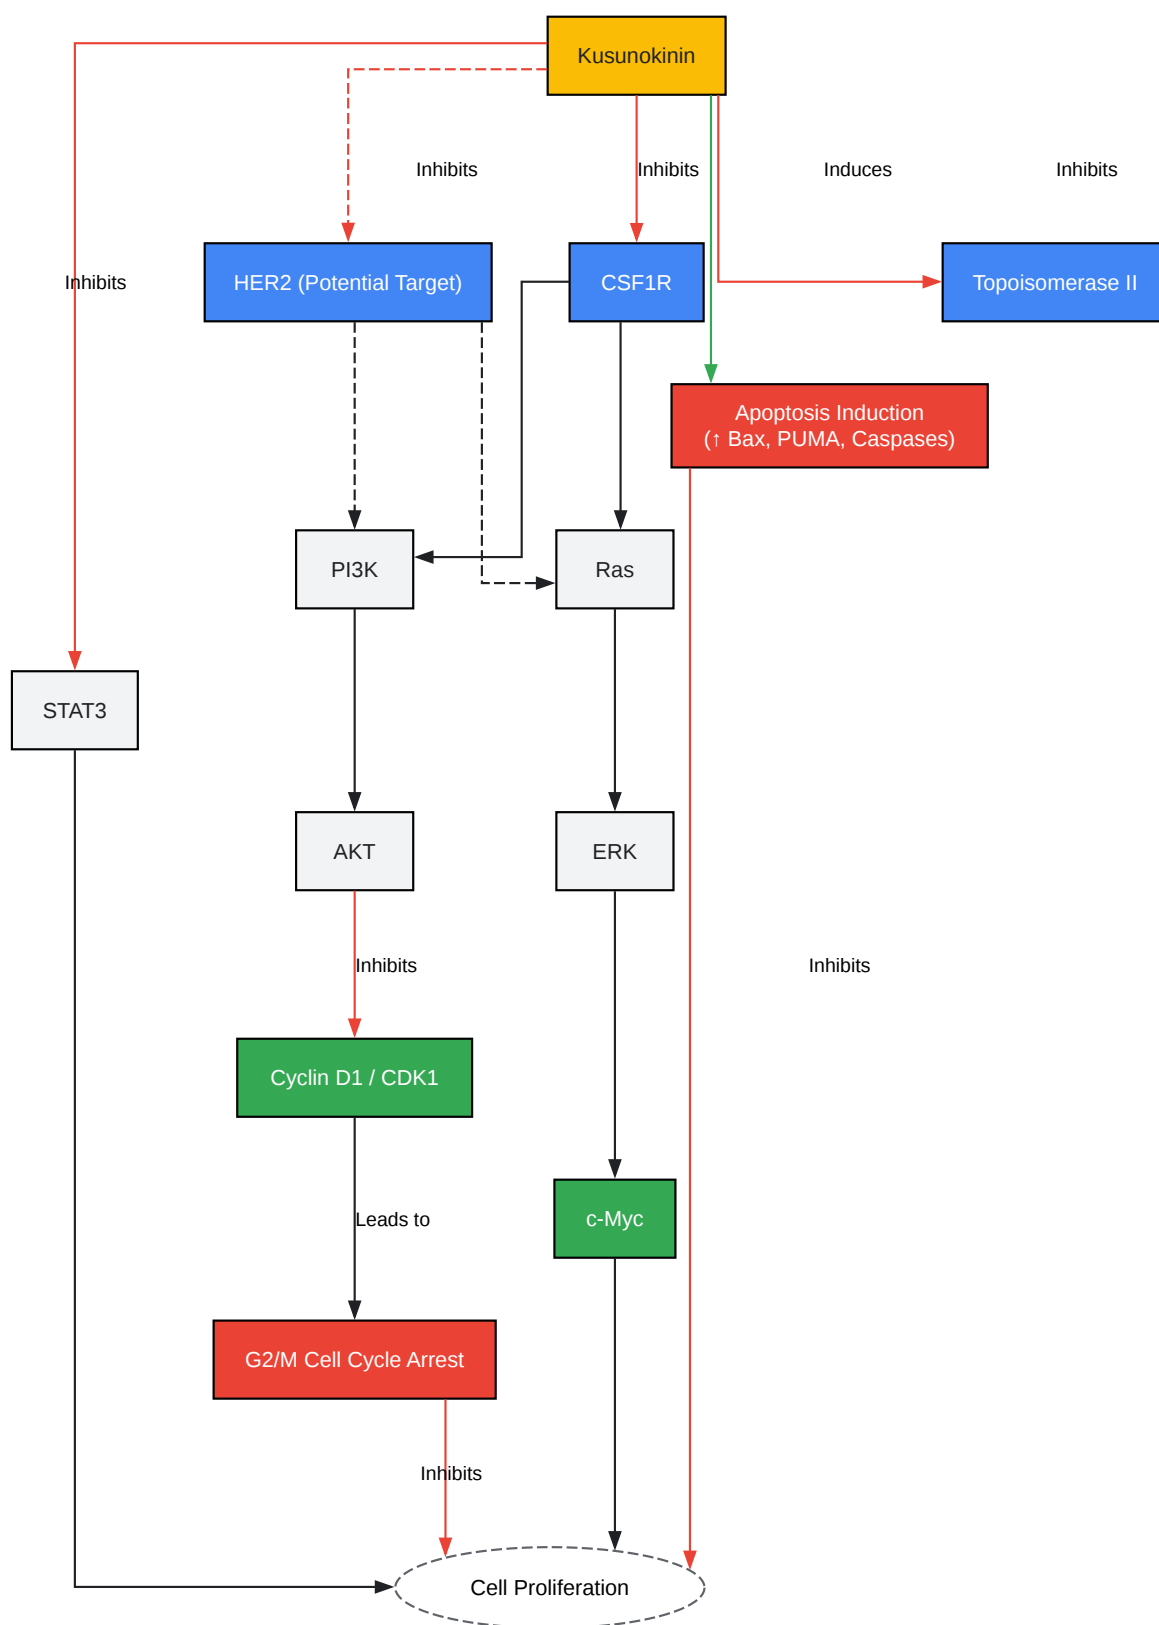 Kusunokinin
Inhibits
Inhibits
Induces
Inhibits
Inhibits
HER2 (Potential Target)
CSF1R
Topoisomerase II
Apoptosis Induction
(↑ Bax, PUMA, Caspases)
PI3K
Ras
STAT3
AKT
ERK
Inhibits
Inhibits
Cyclin D1 / CDK1
Leads to
c-Myc
G2/M Cell Cycle Arrest
Inhibits
Cell Proliferation